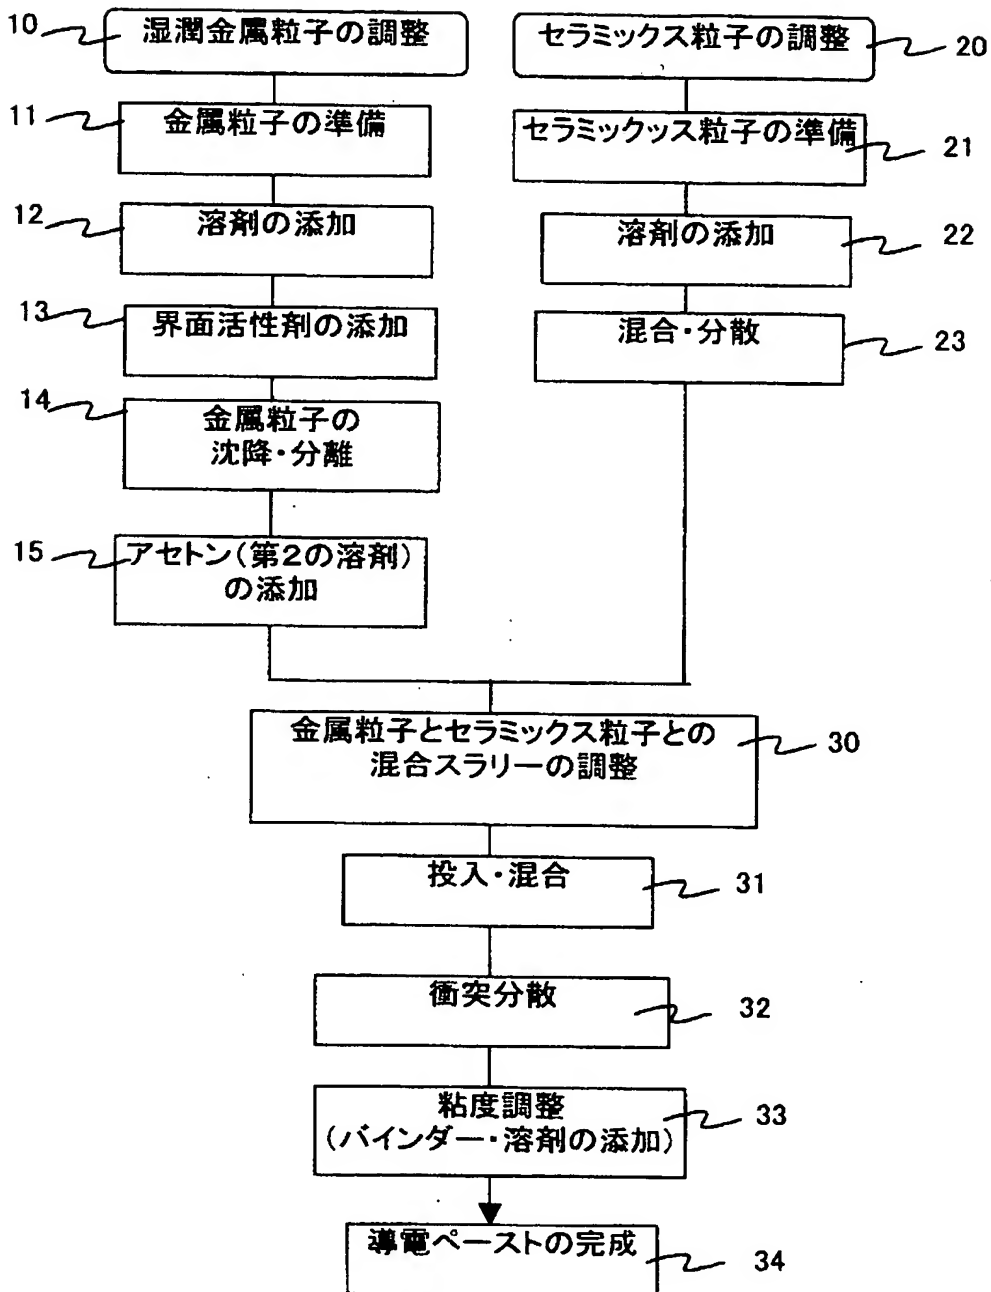 10
湿潤金属粒子の調整
11
金属粒子の準備
12
溶剤の添加
13
界面活性剤の添加
14
金属粒子の
沈降・分離
15
アセトン(第2の溶剤)
の添加
セラミックス粒子の調整
20
セラミックッス粒子の準備
21
溶剤の添加
22
混合・分散
23
金属粒子とセラミックス粒子との
混合スラリーの調整
30
投入・混合
31
衝突分散
32
粘度調整
(バインダー・溶剤の添加)
33
導電ペーストの完成
34